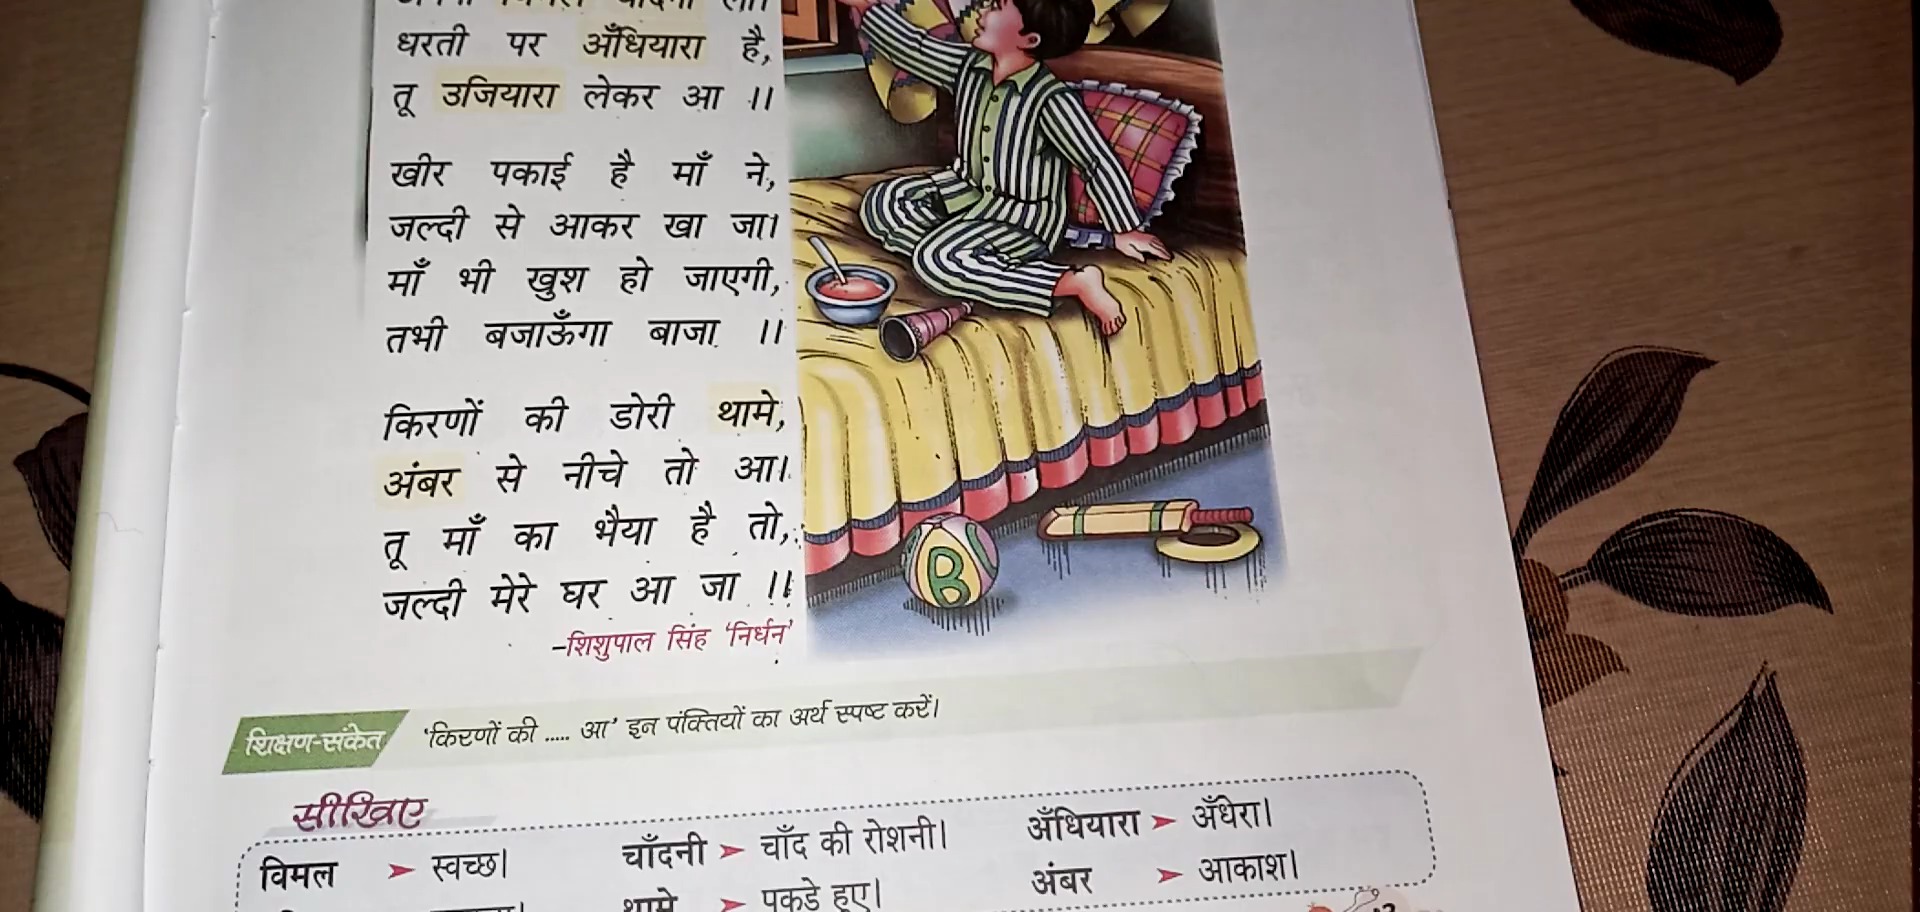 धरती पर अँधियारा है,
तू उजियारा लेकर आ ।।
खीर पकाई है माँ ने,
जल्दी से आकर खा जा।
माँ भी खुश हो जाएगी,
तभी बजाऊँगा बाजा ।।
किरणों की डोरी थामे,
अंबर से नीचे तो आ।
तू माँ का भैया है तो,
जल्दी मेरे घर आ जा ।।
–शिशुपाल सिंह 'निर्धन'
B
शिक्षण-संकेत 'किरणों की ..... आ' इन पंक्तियों का अर्थ स्पष्ट करें।
सीखिए
विमल ➤ स्वच्छ। चाँदनी ➤ चाँद की रोशनी। अँधियारा ➤ अँधेरा।
थामे ➤ पकड़े हुए। अंबर ➤ आकाश।